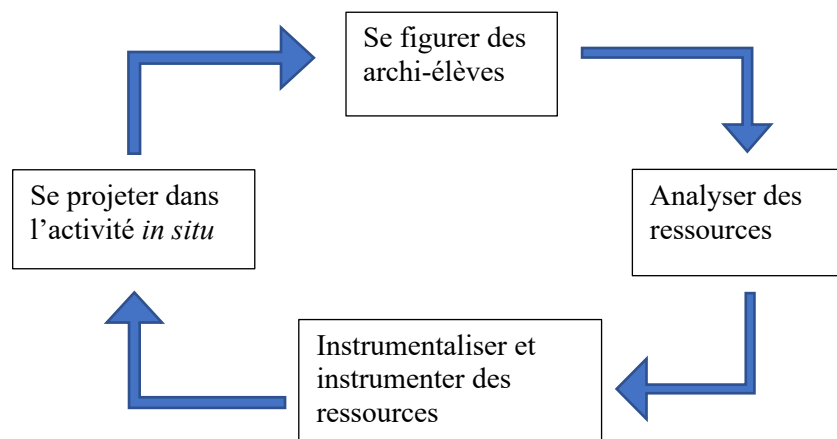 Se figurer des
archi-élèves
Se projeter dans
l’activité in situ
Analyser des
ressources
Instrumentaliser et
instrumenter des
ressources